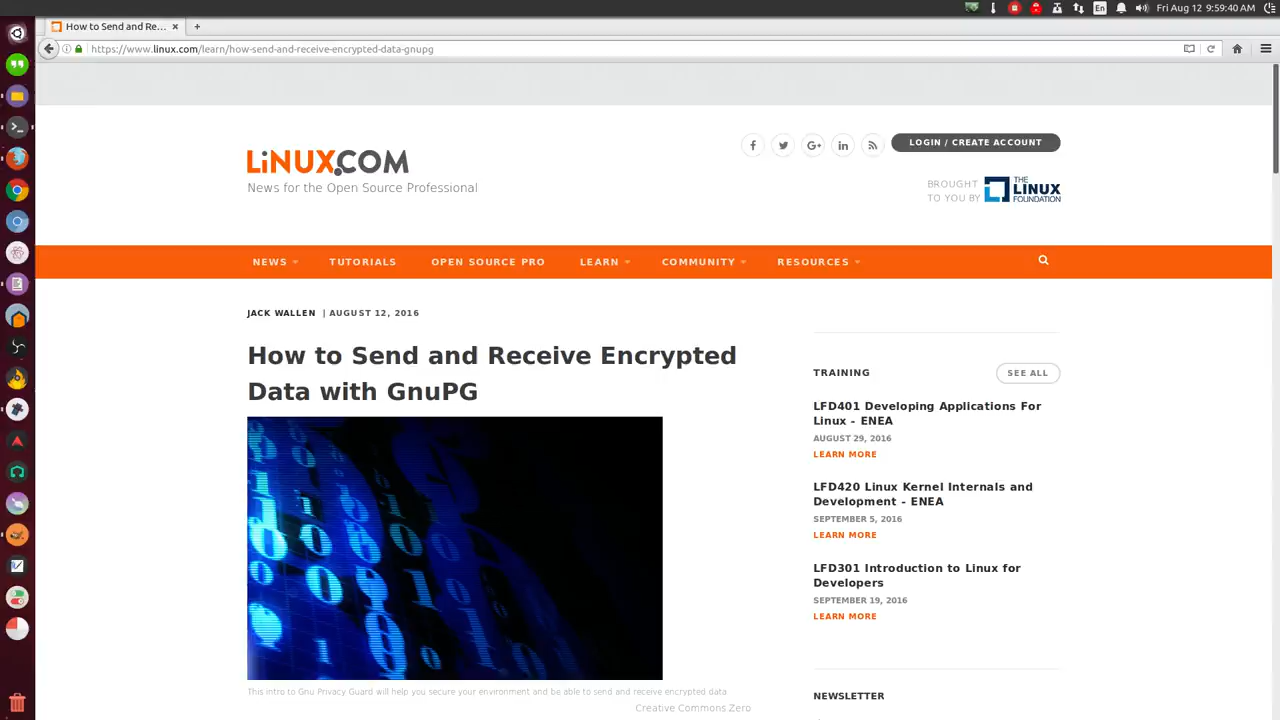 Fri Aug 12 9:59:40 AM
En
How to Send and Re...
https://www.linux.com/learn/how-send-and-receive-encrypted-data-gnupg
LiNUX.COM
News for the Open Source Professional
LOGIN / CREATE ACCOUNT
BROUGHT
TO YOU BY
THE
LINUX
FOUNDATION
NEWS
TUTORIALS
OPEN SOURCE PRO
LEARN
COMMUNITY
RESOURCES
JACK WALLEN | AUGUST 12, 2016
How to Send and Receive Encrypted
Data with GnuPG
This intro to Gnu Privacy Guard will help you secure your environment and be able to send and receive encrypted data
Creative Commons Zero
TRAINING
SEE ALL
LFD401 Developing Applications For
Linux - ENEA
AUGUST 29, 2016
LEARN MORE
LFD420 Linux Kernel Internals and
Development - ENEA
SEPTEMBER 5, 2016
LEARN MORE
LFD301 Introduction to Linux for
Developers
SEPTEMBER 19, 2016
LEARN MORE
NEWSLETTER